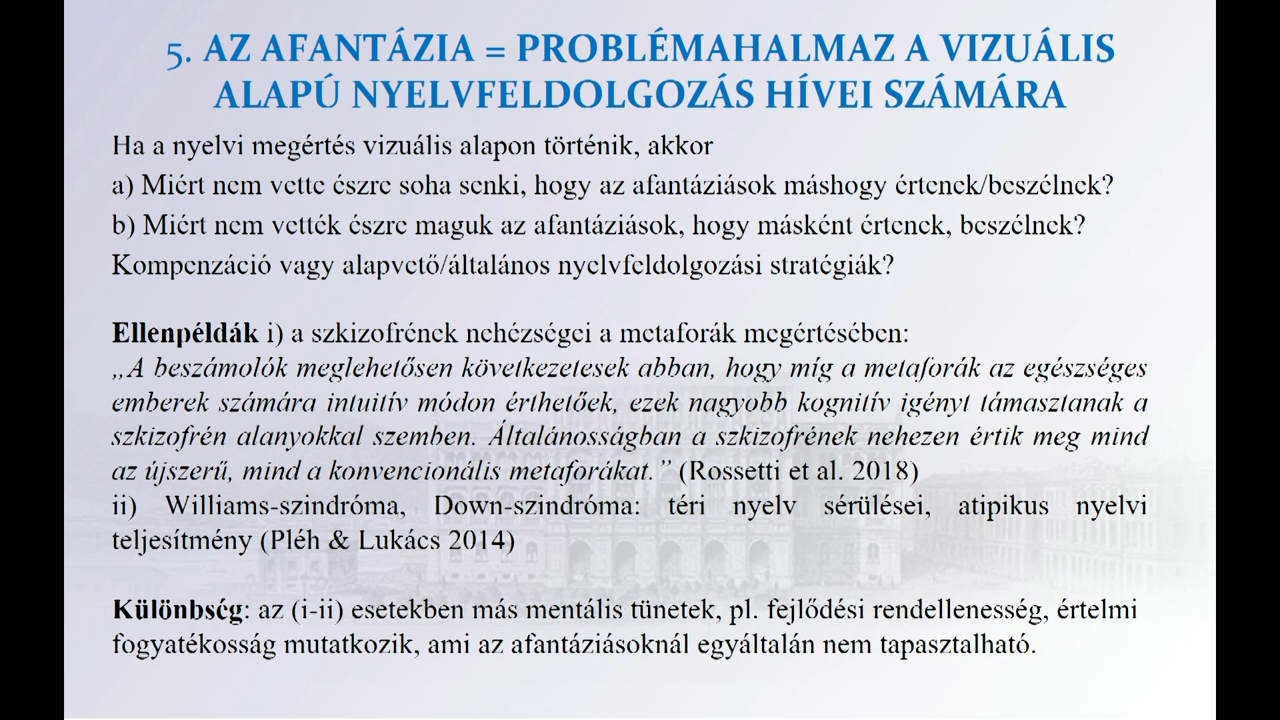 5. AZ AFANTÁZIA = PROBLÉMAHALMAZ A VIZUÁLIS
ALAPÚ NYELVFELDOLGOZÁS HÍVEI SZÁMÁRA
Ha a nyelvi megértés vizuális alapon történik, akkor
a) Miért nem vette észre soha senki, hogy az afantáziások máshogy értenek/beszélnek?
b) Miért nem vették észre maguk az afantáziások, hogy másként értenek, beszélnek?
Kompenzáció vagy alapvető/általános nyelvfeldolgozási stratégiák?
Ellenpéldák i) a szkizofrének nehézségei a metaforák megértésében:
„A beszámolók meglehetősen következetesek abban, hogy míg a metaforák az egészséges
emberek számára intuitív módon érthetőek, ezek nagyobb kognitív igényt támasztanak a
szkizofrén alanyokkal szemben. Általánosságban a szkizofrének nehezen értik meg mind
az újszerű, mind a konvencionális metaforákat.” (Rossetti et al. 2018)
ii) Williams-szindróma, Down-szindróma: téri nyelv sérülései, atipikus nyelvi
teljesítmény (Pléh & Lukács 2014)
Különbség: az (i-ii) esetekben más mentális tünetek, pl. fejlődési rendellenesség, értelmi
fogyatékosság mutatkozik, ami az afantáziásoknál egyáltalán nem tapasztalható.